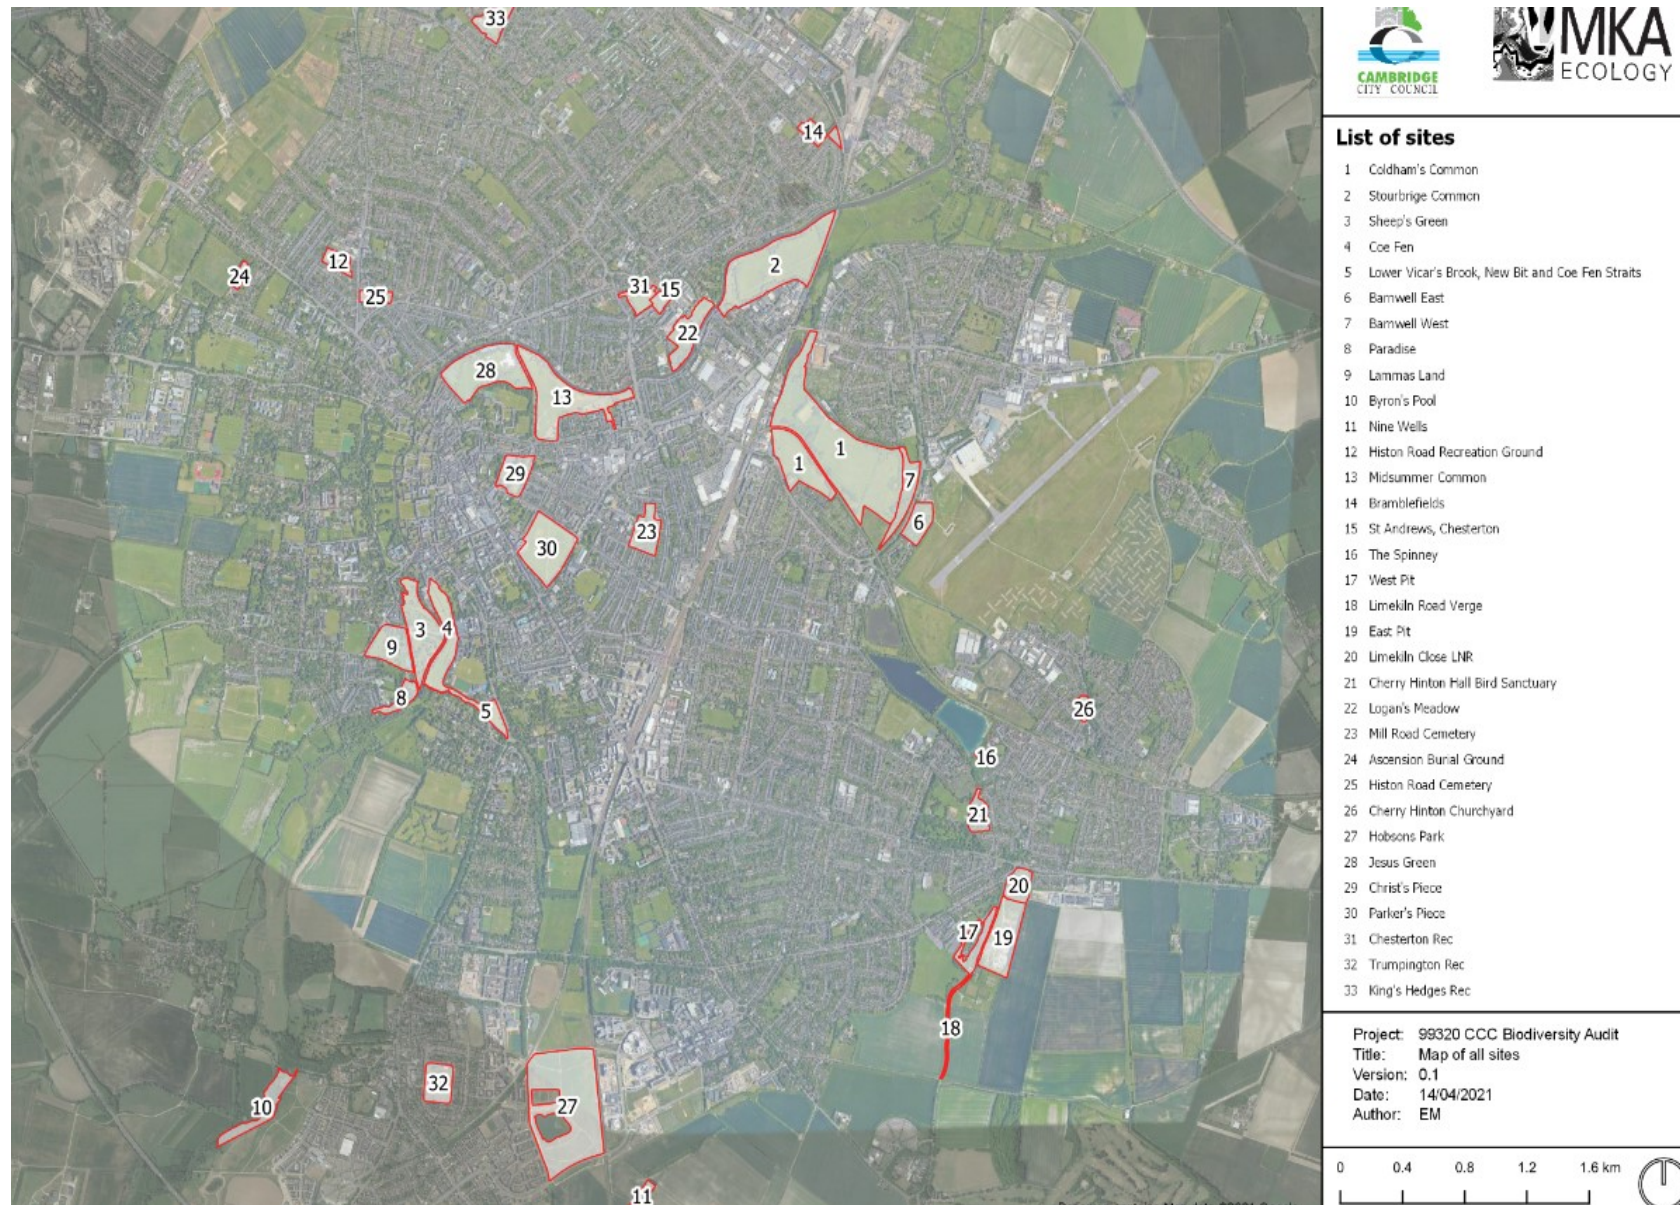 33
14
2
12
24
25
31
15
22
28
13
1
1
29
7
6
23
30
3
4
9
8
5
26
16
21
20
17
19
18
32
10
27
11
CAMBRIDGE
CITY COUNCIL
MKA
ECOLOGY
List of sites
1 Coldham's Common
2 Stourbrige Common
3 Sheep's Green
4 Coe Fen
5 Lower Vicar's Brook, New Bit and Coe Fen Straits
6 Barnwell East
7 Barnwell West
8 Paradise
9 Lammas Land
10 Byron's Pool
11 Nine Wells
12 Histon Road Recreation Ground
13 Midsummer Common
14 Bramblefields
15 St Andrews, Chesterton
16 The Spinney
17 West Pit
18 Limekiln Road Verge
19 East Pit
20 Limekiln Close LNR
21 Cherry Hinton Hall Bird Sanctuary
22 Logan's Meadow
23 Mill Road Cemetery
24 Ascension Burial Ground
25 Histon Road Cemetery
26 Cherry Hinton Churchyard
27 Hobsons Park
28 Jesus Green
29 Christ's Piece
30 Parker's Piece
31 Chesterton Rec
32 Trumpington Rec
33 King's Hedges Rec
Project: 99320 CCC Biodiversity Audit
Title: Map of all sites
Version: 0.1
Date: 14/04/2021
Author: EM
0 0.4 0.8 1.2 1.6 km